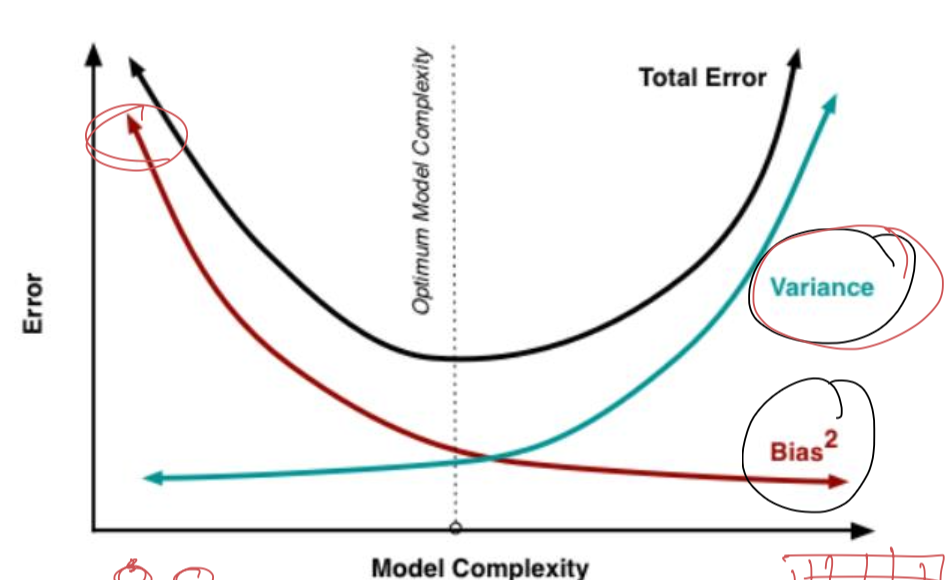 Total Error
Optimum Model Complexity
Error
Variance
Bias²
Model Complexity